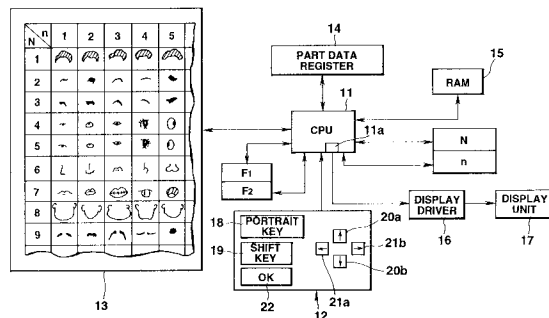 N n 1 2 3 4 5
1
2
3
4
5
6
7
8
9
13
14
PART DATA
REGISTER
15
RAM
11
CPU
11a
F1
F2
N
n
DISPLAY
DRIVER
16
DISPLAY
UNIT
17
18 PORTRAIT
KEY
19 SHIFT
KEY
OK
22
20a
↑
← →
21b
↓
20b
21a
12